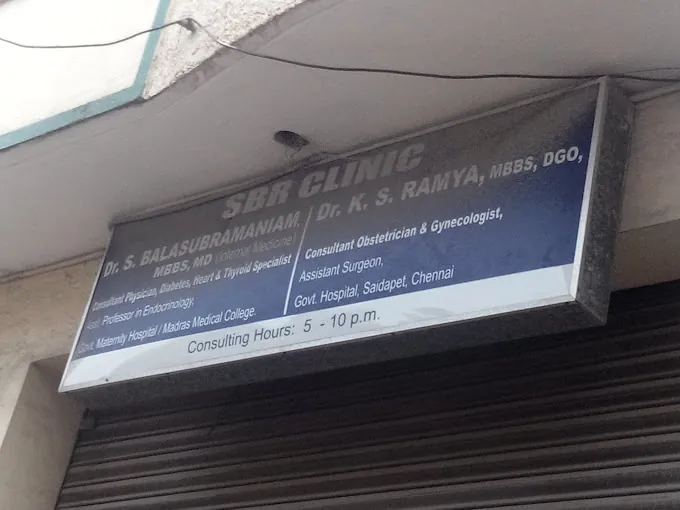 SBR CLINIC
Dr. S. BALASUBRAMANIAM,
MBBS, MD (Internal Medicine)
Consultant Physician, Diabetes, Heart & Thyroid Specialist
Asst. Professor in Endocrinology,
Govt. Maternity Hospital / Madras Medical College.
Dr. K. S. RAMYA, MBBS, DGO,
Consultant Obstetrician & Gynecologist,
Assistant Surgeon,
Govt. Hospital, Saidapet, Chennai
Consulting Hours: 5 - 10 p.m.